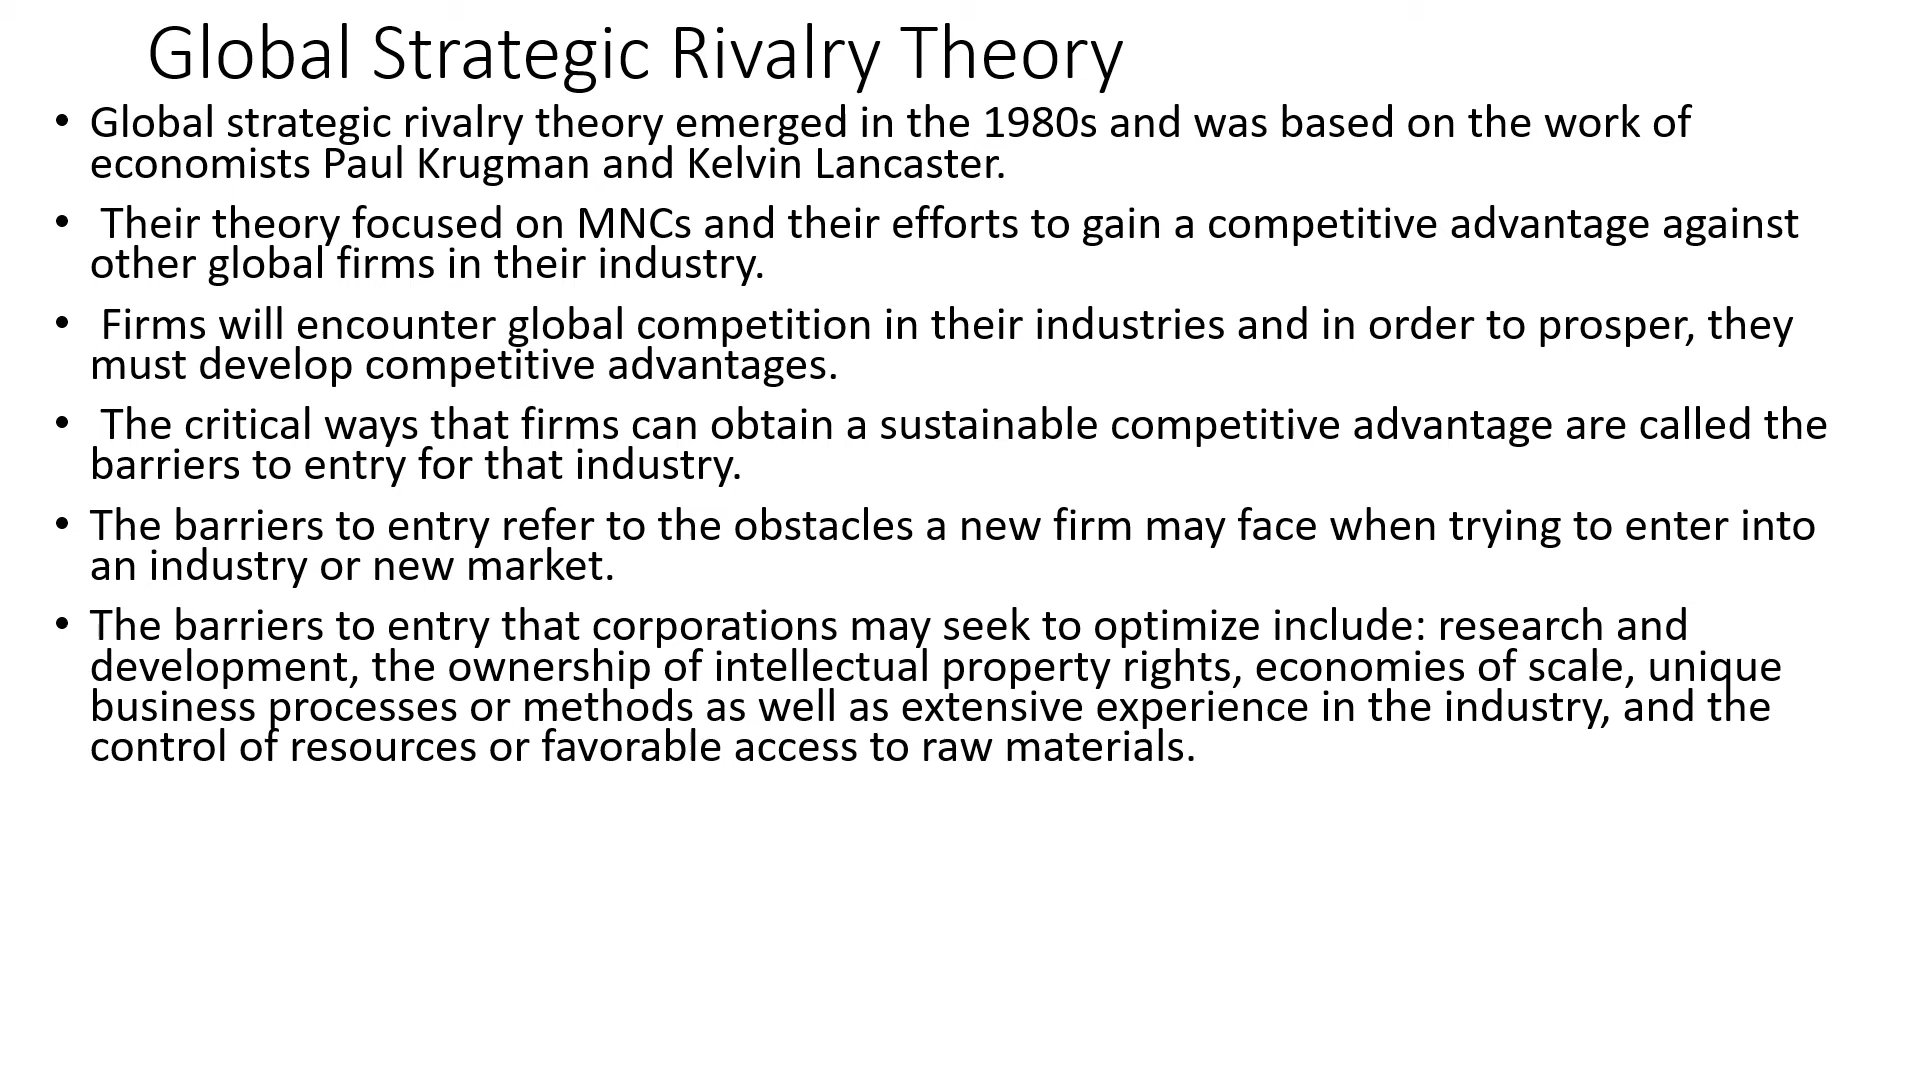 Global Strategic Rivalry Theory
• Global strategic rivalry theory emerged in the 1980s and was based on the work of
economists Paul Krugman and Kelvin Lancaster.
• Their theory focused on MNCs and their efforts to gain a competitive advantage against
other global firms in their industry.
• Firms will encounter global competition in their industries and in order to prosper, they
must develop competitive advantages.
• The critical ways that firms can obtain a sustainable competitive advantage are called the
barriers to entry for that industry.
• The barriers to entry refer to the obstacles a new firm may face when trying to enter into
an industry or new market.
• The barriers to entry that corporations may seek to optimize include: research and
development, the ownership of intellectual property rights, economies of scale, unique
business processes or methods as well as extensive experience in the industry, and the
control of resources or favorable access to raw materials.